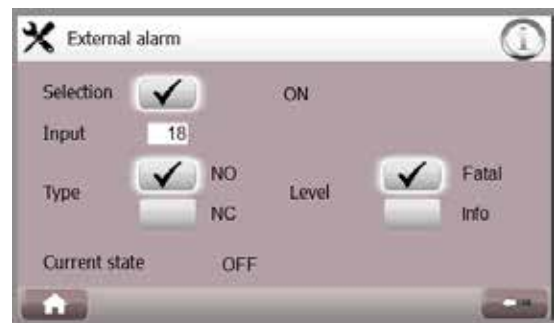 External alarm
Selection ON
Input 18
Type NO Level Fatal
NC Info
Current state OFF